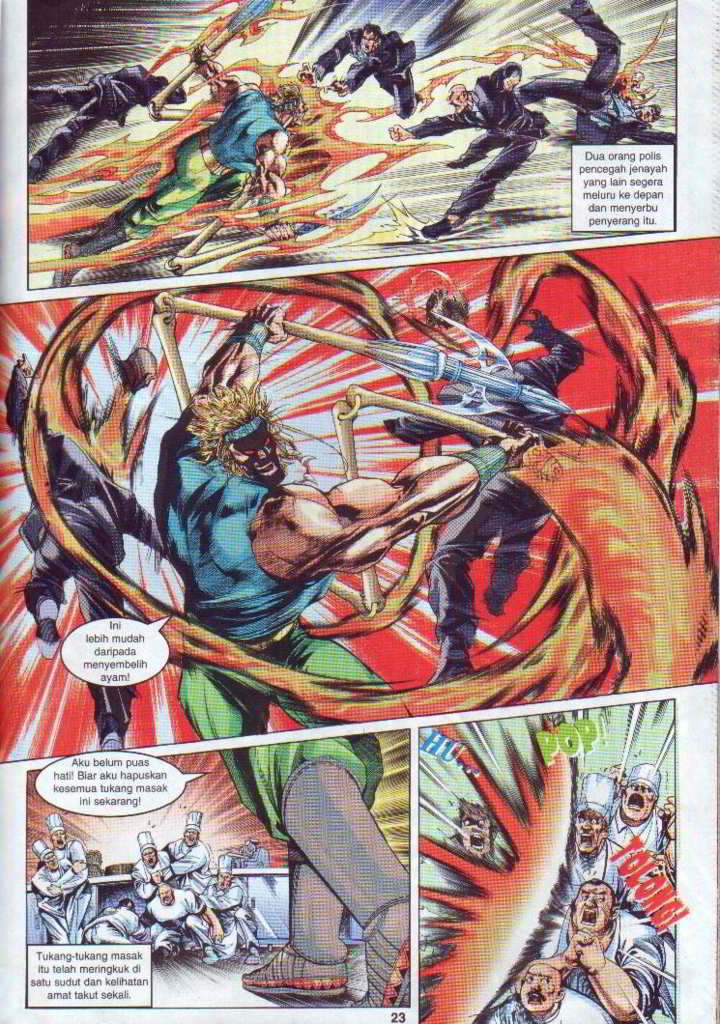 Dua orang polis
pencegah jenayah
yang lain segera
meluru ke depan
dan menyerbu
penyerang itu.
Ini
lebih mudah
daripada
menyembelih
ayam!
Aku belum puas
hati! Biar aku hapuskan
kesemua tukang masak
ini sekarang!
Tukang-tukang masak
itu telah meringkuk di
satu sudut dan kelihatan
amat takut sekali.
HU...
POP!
TOLONG!
23